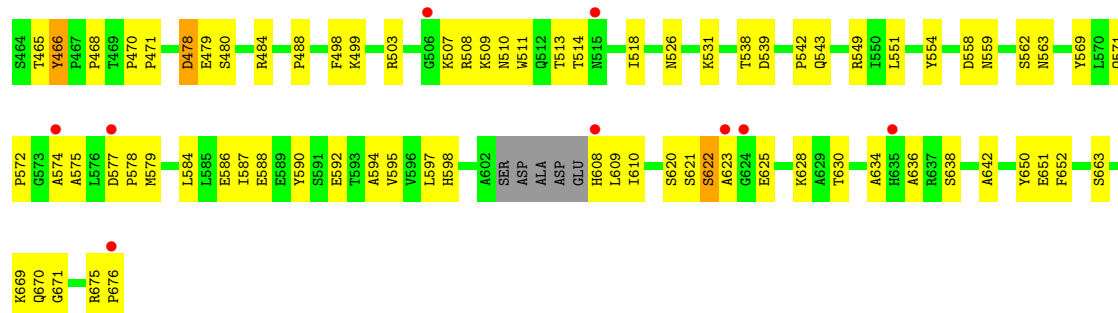 S464 T465 Y466 P467 P468 T469 P470 P471 D478 E479 S480 R484 P488 F498 K499 R503 G506 K507 R508 K509 N510 W511 Q512 T513 T514 N515 I518 N526 K531 T538 D539 P542 Q543 R549 I550 L551 Y554 D558 N559 S562 N563 Y569 L570 Q571
P572 G573 A574 A575 L576 D577 P578 M579 L584 L585 E586 I587 E588 E589 Y590 S591 E592 T593 A594 V595 V596 L597 H598 A602 SER ASP ALA ASP GLU H608 L609 I610 S620 S621 S622 A623 G624 E625 K628 A629 T630 A634 H635 A636 R637 S638 A642 Y650 E651 F652 S663
K669 Q670 G671 R675 P676